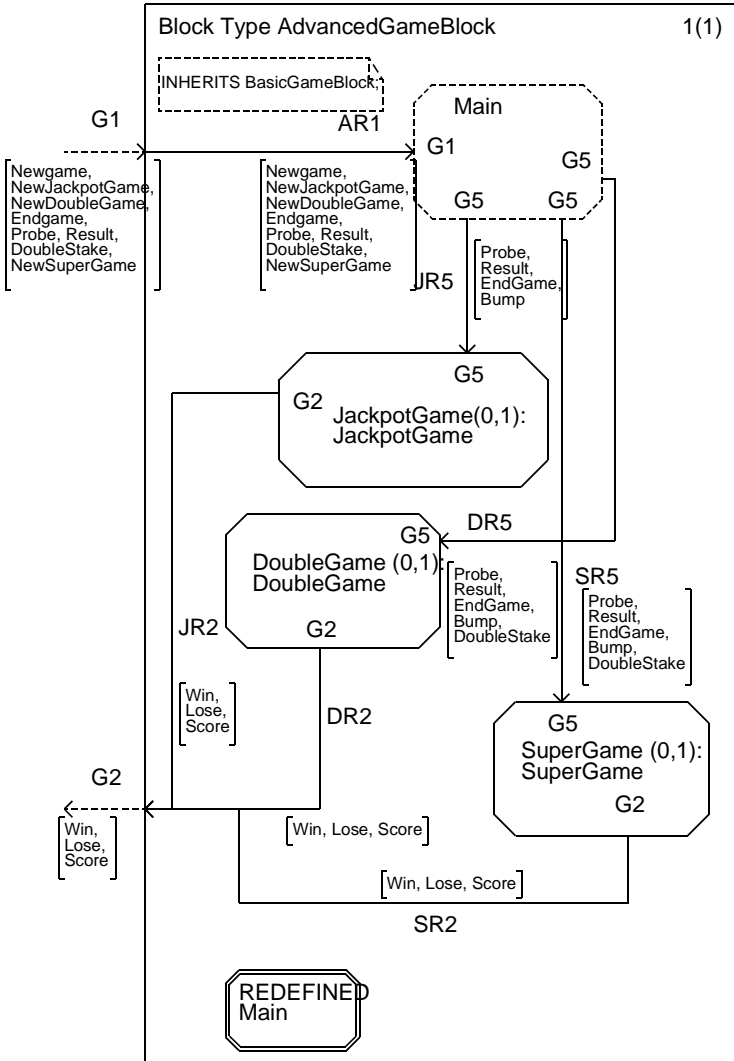 Block Type AdvancedGameBlock
1(1)
INHERITS BasicGameBlock;
G1
AR1
Main
G1
G5
G5
G5
Newgame,
NewJackpotGame,
NewDoubleGame,
Endgame,
Probe, Result,
DoubleStake,
NewSuperGame
Newgame,
NewJackpotGame,
NewDoubleGame,
Endgame,
Probe, Result,
DoubleStake,
NewSuperGame
JR5
Probe,
Result,
EndGame,
Bump
G5
G2
JackpotGame(0,1):
JackpotGame
DR5
G5
DoubleGame (0,1):
DoubleGame
G2
JR2
Probe,
Result,
EndGame,
Bump,
DoubleStake
SR5
Probe,
Result,
EndGame,
Bump,
DoubleStake
Win,
Lose,
Score
DR2
G5
SuperGame (0,1):
SuperGame
G2
G2
Win,
Lose,
Score
Win, Lose, Score
Win, Lose, Score
SR2
REDEFINED
Main